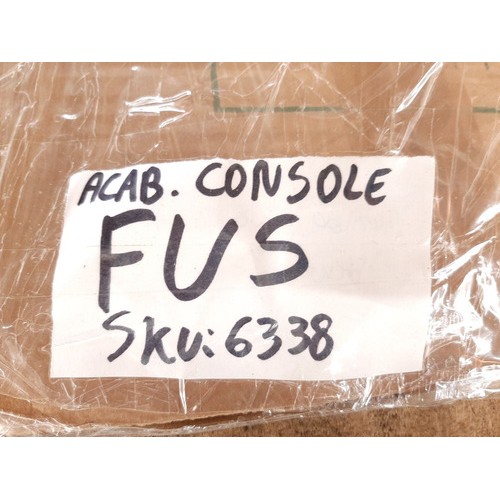 ACAB. CONSOLE
FUS
SKU: 6338